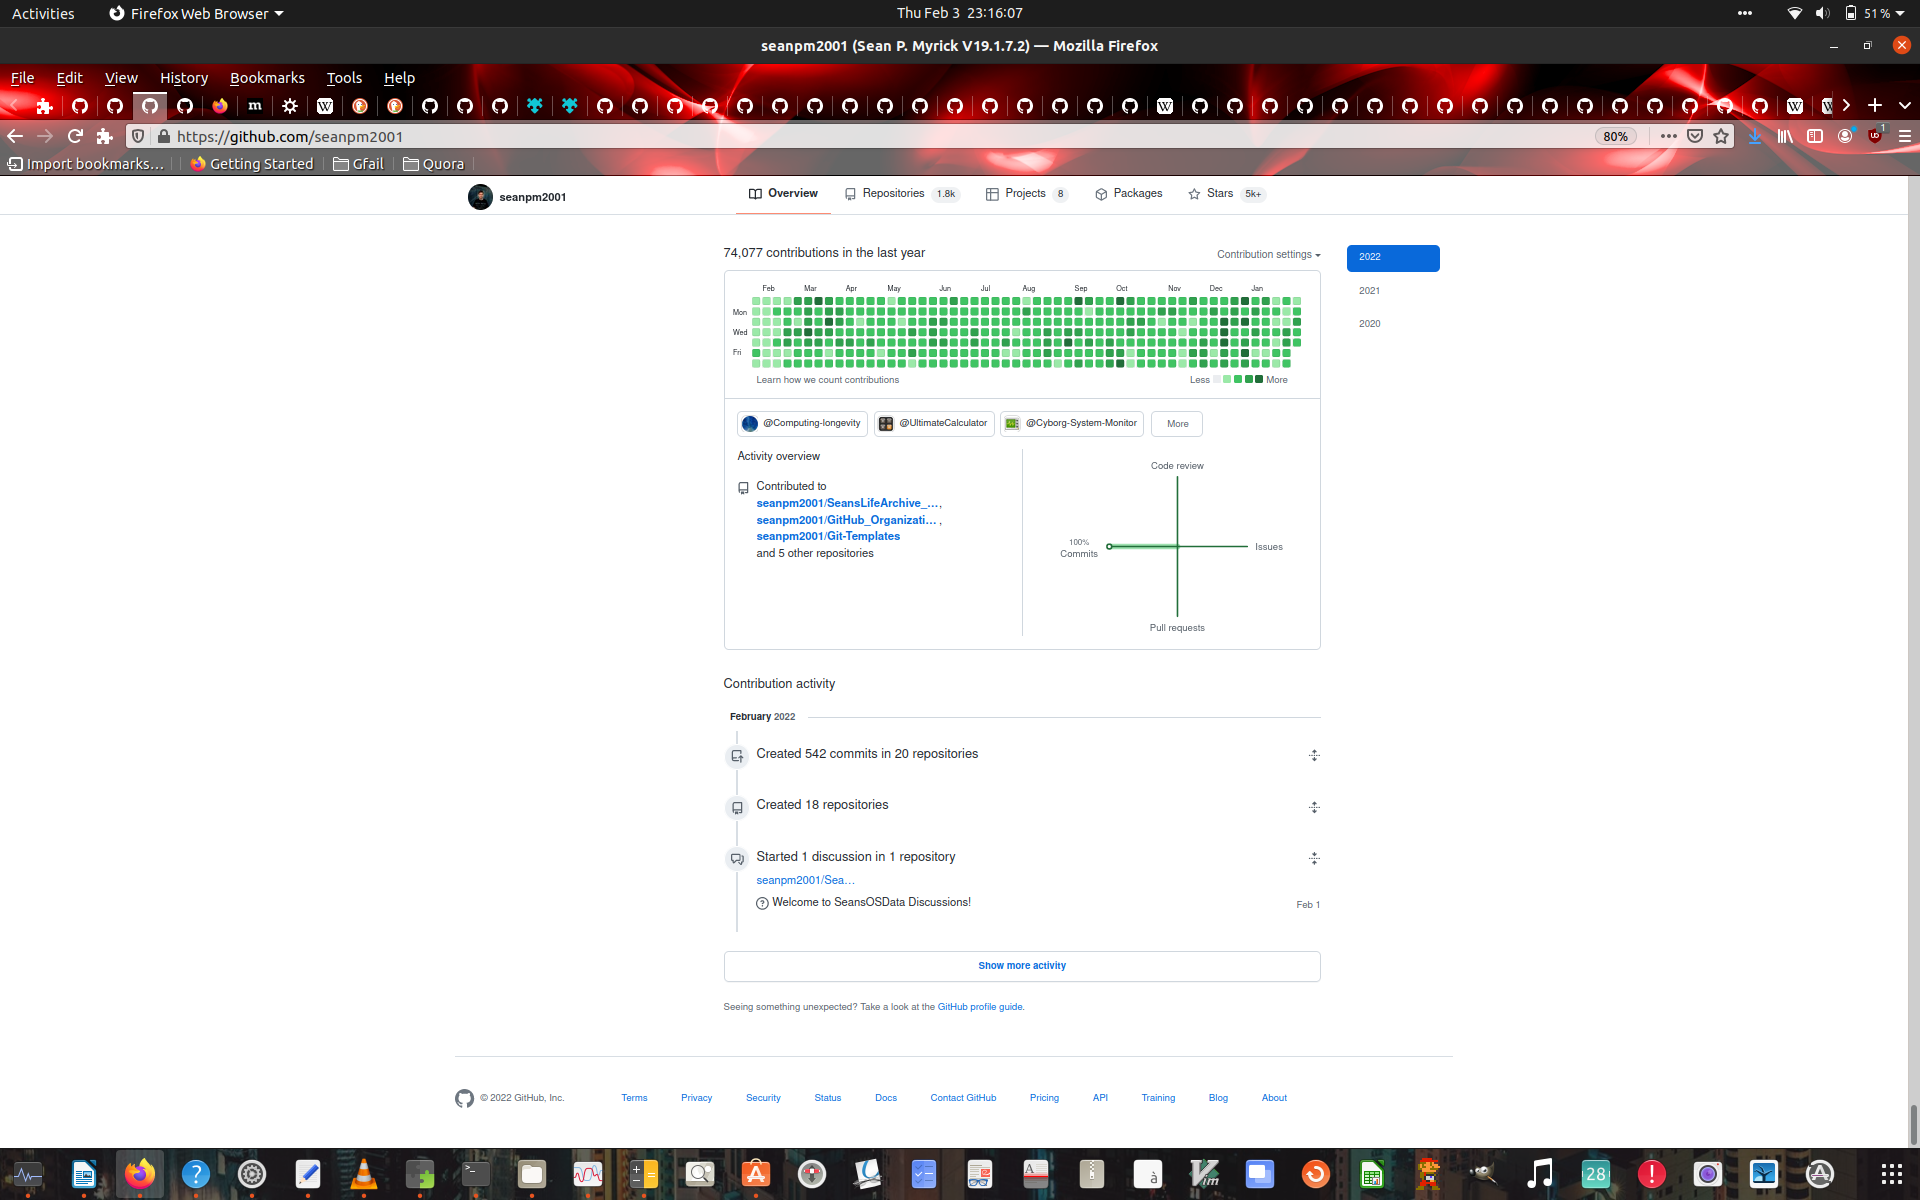 Activities
Firefox Web Browser
Thu Feb 3 23:16:07
51 %
seanpm2001 (Sean P. Myrick V19.1.7.2) — Mozilla Firefox
File Edit View History Bookmarks Tools Help
https://github.com/seanpm2001
80%
1
Import bookmarks... Getting Started Gfail Quora
seanpm2001
Overview Repositories 1.8k Projects 8 Packages Stars 5k+
74,077 contributions in the last year
Contribution settings
2022
2021
2020
Feb Mar Apr May Jun Jul Aug Sep Oct Nov Dec Jan
Mon
Wed
Fri
Learn how we count contributions
Less More
@Computing-longevity @UltimateCalculator @Cyborg-System-Monitor More
Activity overview
Contributed to
seanpm2001/SeansLifeArchive_… ,
seanpm2001/GitHub_Organizati… ,
seanpm2001/Git-Templates
and 5 other repositories
Code review
100%
Commits
Issues
Pull requests
Contribution activity
February 2022
Created 542 commits in 20 repositories
Created 18 repositories
Started 1 discussion in 1 repository
seanpm2001/Sea…
Welcome to SeansOSData Discussions!
Feb 1
Show more activity
Seeing something unexpected? Take a look at the GitHub profile guide.
© 2022 GitHub, Inc. Terms Privacy Security Status Docs Contact GitHub Pricing API Training Blog About
28